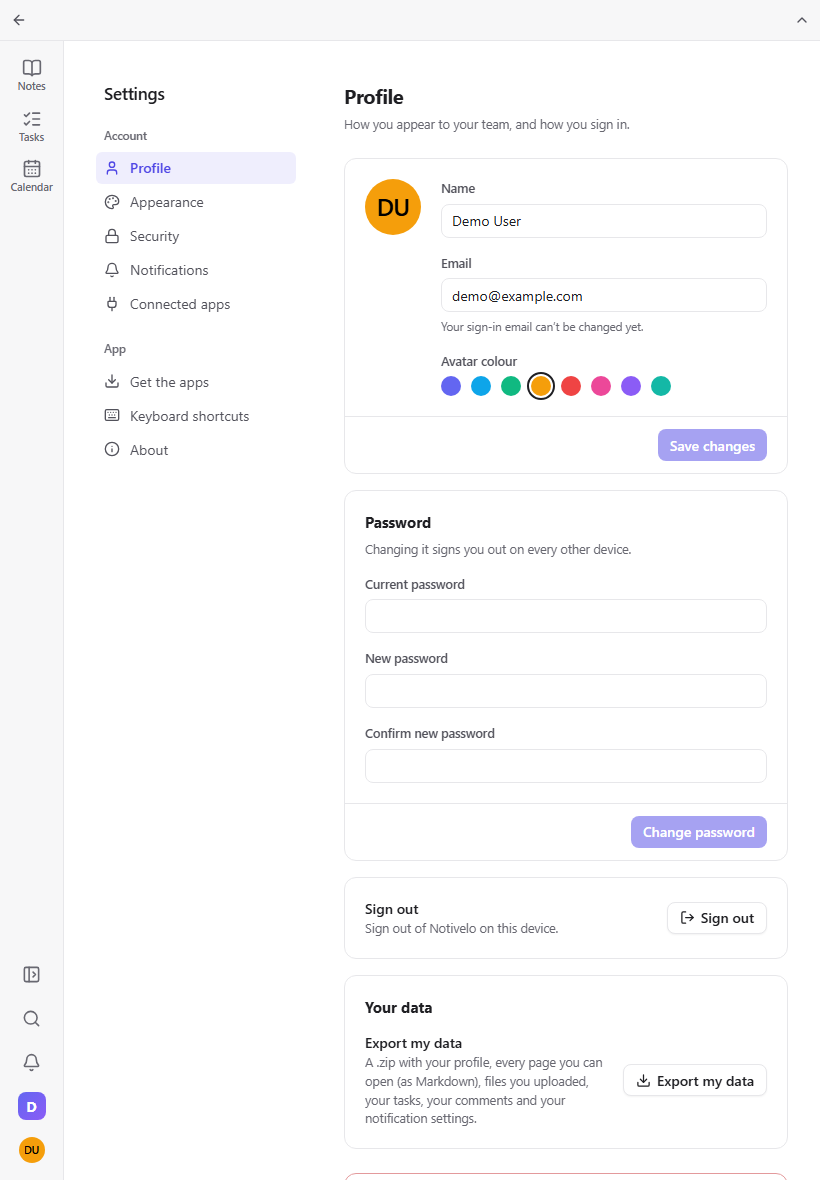 Notes
Tasks
Calendar
D
DU
Settings
Account
Profile
Appearance
Security
Notifications
Connected apps
App
Get the apps
Keyboard shortcuts
About
Profile
How you appear to your team, and how you sign in.
DU
Name
Demo User
Email
demo@example.com
Your sign-in email can't be changed yet.
Avatar colour
Save changes
Password
Changing it signs you out on every other device.
Current password
New password
Confirm new password
Change password
Sign out
Sign out of Notivelo on this device.
Sign out
Your data
Export my data
A .zip with your profile, every page you can
open (as Markdown), files you uploaded,
your tasks, your comments and your
notification settings.
Export my data